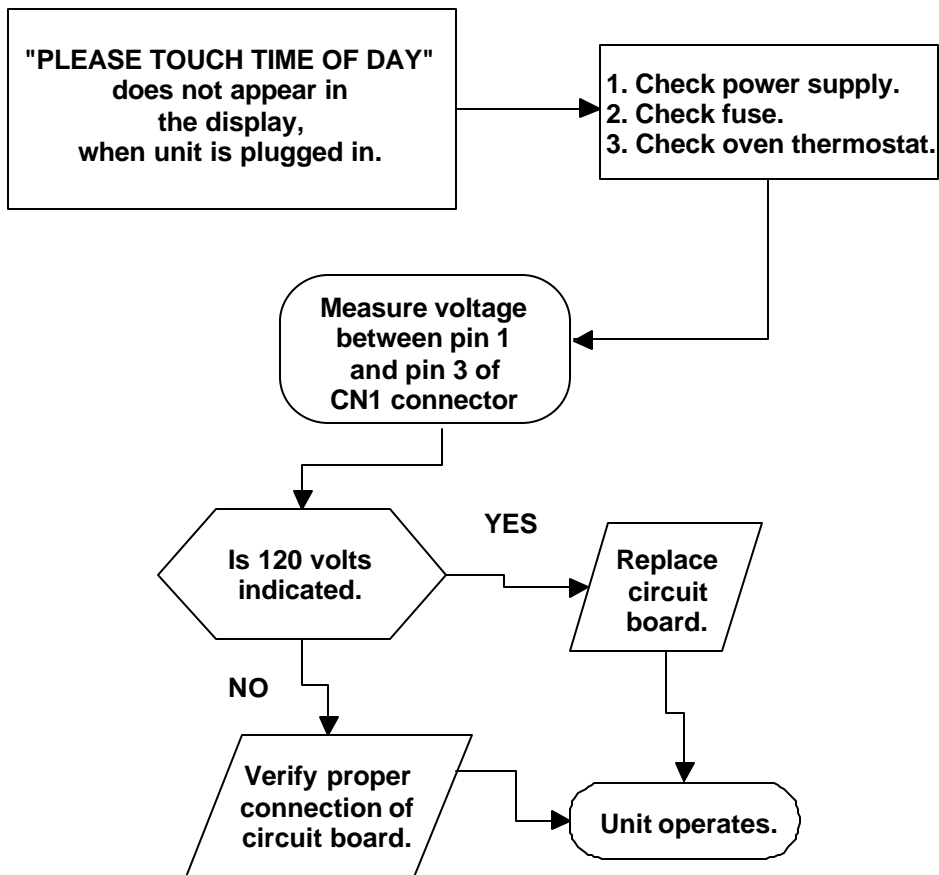 "PLEASE TOUCH TIME OF DAY"
does not appear in
the display,
when unit is plugged in.
1. Check power supply.
2. Check fuse.
3. Check oven thermostat.
Measure voltage
between pin 1
and pin 3 of
CN1 connector
Is 120 volts
indicated.
YES
Replace
circuit
board.
NO
Verify proper
connection of
circuit board.
Unit operates.